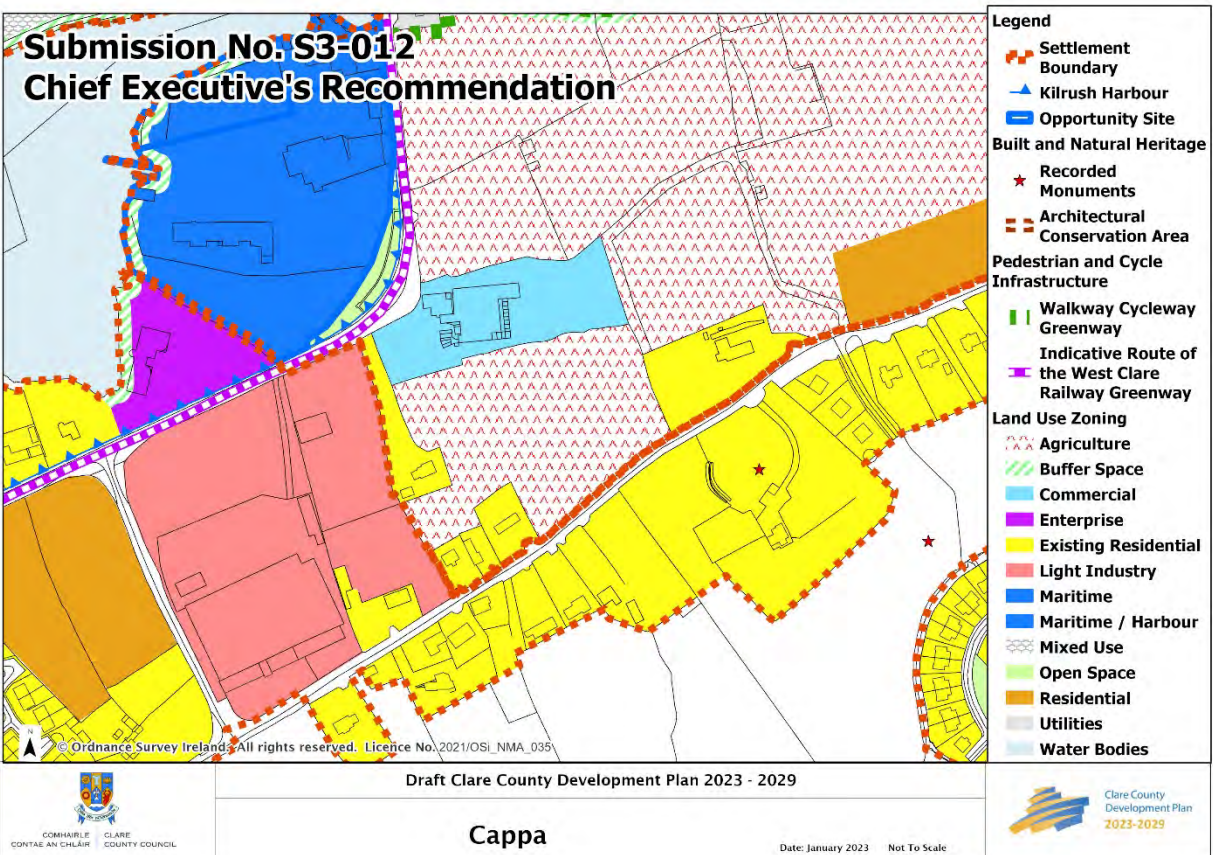 Submission No. S3-012
Chief Executive's Recommendation
N
© Ordnance Survey Ireland. All rights reserved. Licence No. 2021/OSi_NMA_035
Legend
Settlement
Boundary
Kilrush Harbour
Opportunity Site
Built and Natural Heritage
Recorded
Monuments
Architectural
Conservation Area
Pedestrian and Cycle
Infrastructure
Walkway Cycleway
Greenway
Indicative Route of
the West Clare
Railway Greenway
Land Use Zoning
Agriculture
Buffer Space
Commercial
Enterprise
Existing Residential
Light Industry
Maritime
Maritime / Harbour
Mixed Use
Open Space
Residential
Utilities
Water Bodies
COMHAIRLE CLARE
CONTAE AN CHLÁIR COUNTY COUNCIL
Draft Clare County Development Plan 2023 - 2029
Cappa
Date: January 2023 Not To Scale
Clare County
Development Plan
2023-2029